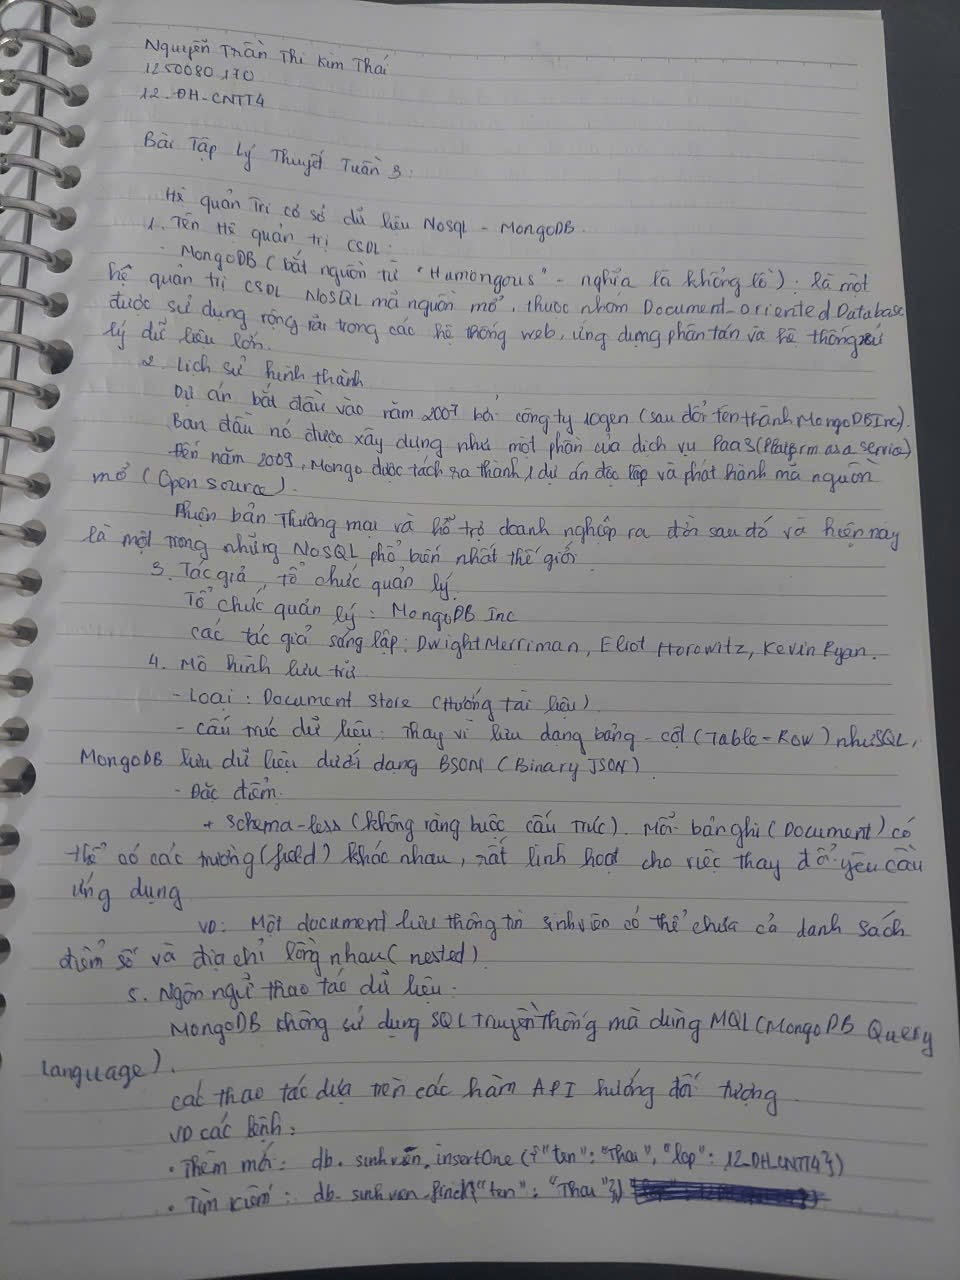 Nguyễn Trần Thi Kim Thái
1250080170
12_ĐH_CNTT4
Bài Tập Lý Thuyết Tuần 3:
Hệ quản Trị cơ sở dữ liệu NoSql - MongoDB.
1. Tên Hệ quản trị CSDL:
- MongoDB (bắt nguồn từ "Humongous" - nghĩa là khổng lồ): là một
hệ quản trị CSDL NoSQL mã nguồn mở, thuộc nhóm Document-oriented Database
được sử dụng rộng rãi trong các hệ thống web, ứng dụng phân tán và hệ thống xử
lý dữ liệu lớn.
2. Lịch sử hình thành
Dự án bắt đầu vào năm 2007 bởi công ty 10gen (sau đổi tên thành MongoDB Inc).
Ban đầu nó được xây dựng như một phần của dịch vụ PaaS (Platform as a service)
Đến năm 2009, Mongo được tách ra thành 1 dự án độc lập và phát hành mã nguồn
mở (Open source).
Phiên bản Thương mại và hỗ trợ doanh nghiệp ra đời sau đó và hiện nay
là một trong những NoSQL phổ biến nhất thế giới.
3. Tác giả, tổ chức quản lý.
Tổ chức quản lý: MongoDB Inc
Các tác giả sáng lập: Dwight Merriman, Eliot Horowitz, Kevin Ryan.
4. Mô hình lưu trữ
- Loại: Document Store (Hướng tài liệu)
- Cấu trúc dữ liệu: Thay vì lưu dạng bảng - cột (Table-Row) như SQL,
MongoDB lưu dữ liệu dưới dạng BSON (Binary JSON)
- Đặc điểm:
+ Schema-less (không ràng buộc cấu trúc). Mỗi bản ghi (Document) có
thể có các trường (field) khác nhau, rất linh hoạt cho việc thay đổi yêu cầu
ứng dụng
VD: Một document lưu thông tin sinh viên có thể chứa cả danh sách
điểm số và địa chỉ lồng nhau (nested)
5. Ngôn ngữ thao tác dữ liệu:
MongoDB không sử dụng SQL truyền thống mà dùng MQL (MongoDB Query
Language).
các thao tác dựa trên các hàm API hướng đối tượng.
VD các lệnh:
• Thêm mới: db.sinhvien.insertOne({"ten": "Thai", "lop": 12_DH_CNTT4})
• Tìm kiếm: db.sinhvien.find({"ten": "Thai"})